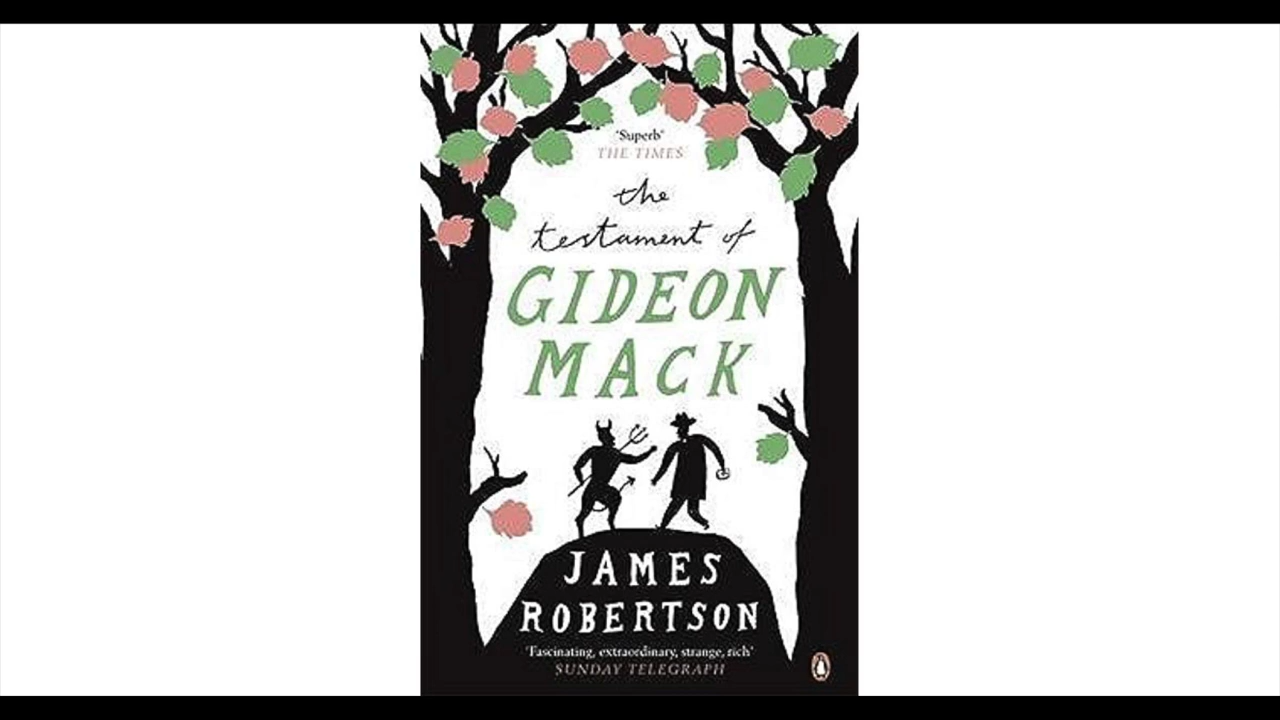 'Superb'
THE TIMES
the
testament of
GIDEON
MACK
JAMES
ROBERTSON
'Fascinating, extraordinary, strange, rich'
SUNDAY TELEGRAPH